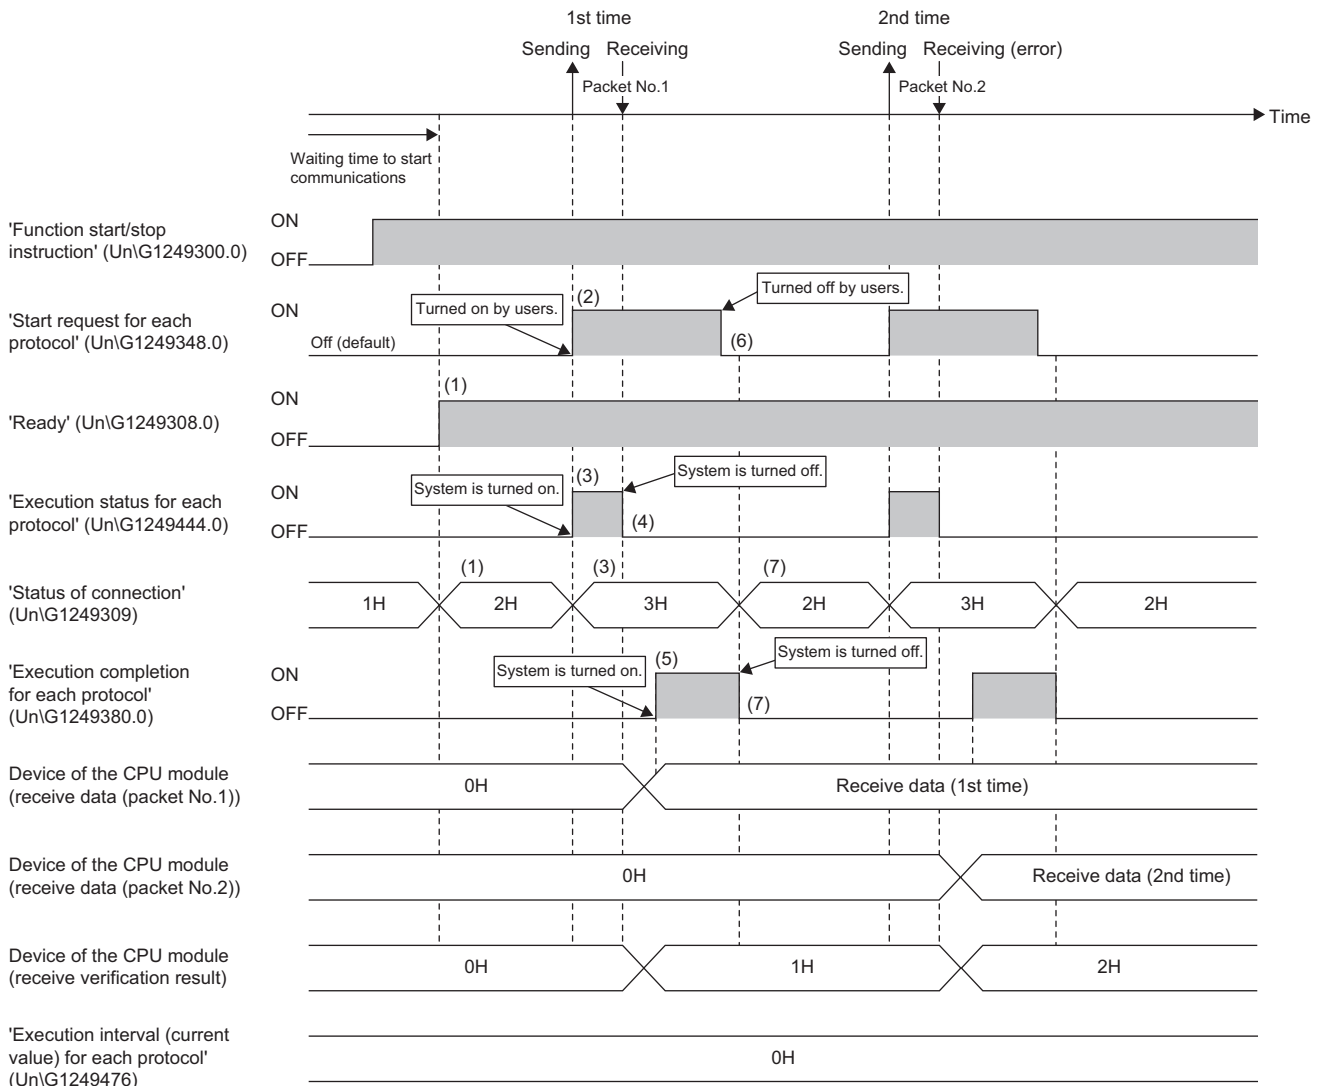 1st time
2nd time
Sending Receiving
Sending Receiving (error)
Packet No.1
Packet No.2
Time
Waiting time to start
communications
'Function start/stop
instruction' (Un\G1249300.0)
ON
OFF
'Start request for each
protocol' (Un\G1249348.0)
ON
Off (default)
Turned on by users.
(2)
Turned off by users.
(6)
'Ready' (Un\G1249308.0)
ON
OFF
(1)
'Execution status for each
protocol' (Un\G1249444.0)
ON
OFF
System is turned on.
(3)
System is turned off.
(4)
'Status of connection'
(Un\G1249309)
(1)
(3)
(7)
1H
2H
3H
2H
3H
2H
'Execution completion
for each protocol'
(Un\G1249380.0)
ON
OFF
System is turned on.
(5)
System is turned off.
(7)
Device of the CPU module
(receive data (packet No.1))
0H
Receive data (1st time)
Device of the CPU module
(receive data (packet No.2))
0H
Receive data (2nd time)
Device of the CPU module
(receive verification result)
0H
1H
2H
'Execution interval (current
value) for each protocol'
(Un\G1249476)
0H